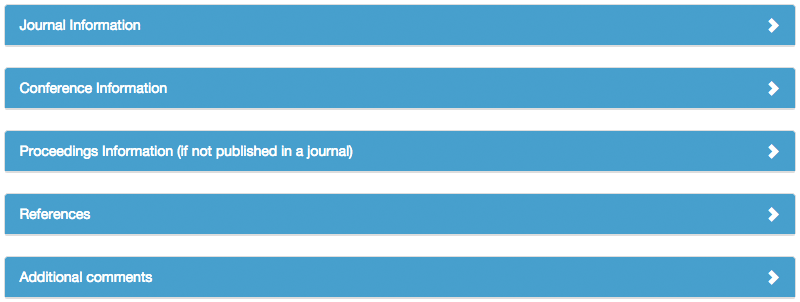 Journal Information
Conference Information
Proceedings Information (if not published in a journal)
References
Additional comments